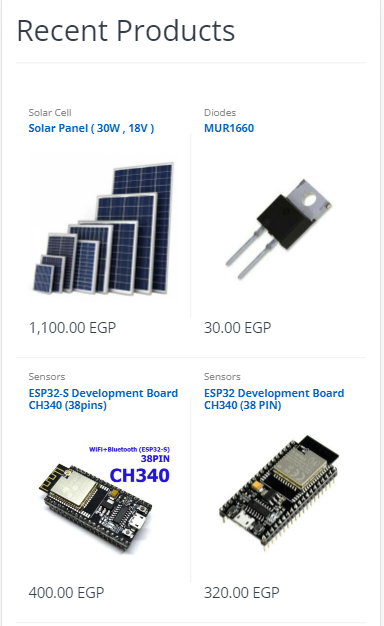 Recent Products
Solar Cell
Solar Panel ( 30W , 18V )
1,100.00 EGP
Diodes
MUR1660
30.00 EGP
Sensors
ESP32-S Development Board
CH340 (38pins)
WIFI+Bluetooth (ESP32-S)
38PIN
CH340
400.00 EGP
Sensors
ESP32 Development Board
CH340 (38 PIN)
320.00 EGP